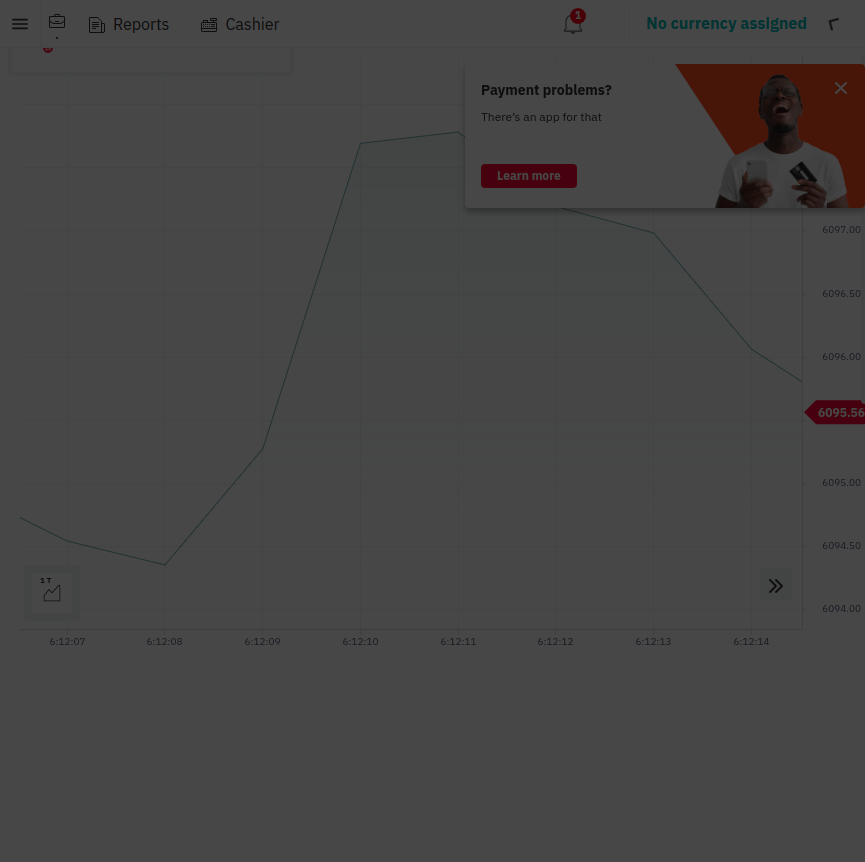 Reports
Cashier
1
No currency assigned
Payment problems?
There's an app for that
Learn more
6097.00
6096.50
6096.00
6095.56
6095.00
6094.50
6094.00
1 T
6:12:07
6:12:08
6:12:09
6:12:10
6:12:11
6:12:12
6:12:13
6:12:14